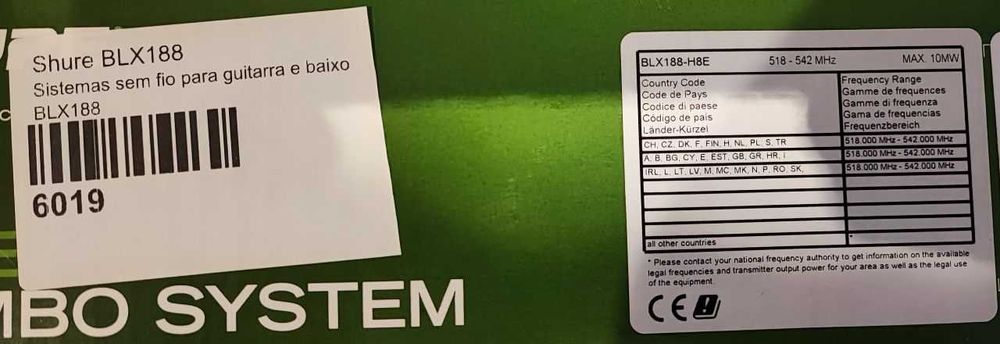 Shure BLX188
Sistemas sem fio para guitarra e baixo
BLX188
6019
MBO SYSTEM
BLX188-H8E 518 - 542 MHz MAX. 10MW
Country Code
Code de Pays
Codice di paese
Código de pais
Länder-Kürzel
Frequency Range
Gamme de frequences
Gamme di frequenza
Gama de frequencias
Frequenzbereich
CH, CZ, DK, F, FIN, H, NL, PL, S, TR 518.000 MHz - 542.000 MHz
A, B, BG, CY, E, EST, GB, GR, HR, I 518.000 MHz - 542.000 MHz
IRL, L, LT, LV, M, MC, MK, N, P, RO, SK, 518.000 MHz - 542.000 MHz
all other countries *
* Please contact your national frequency authority to get information on the available
legal frequencies and transmitter output power for your area as well as the legal use
of the equipment.
CE